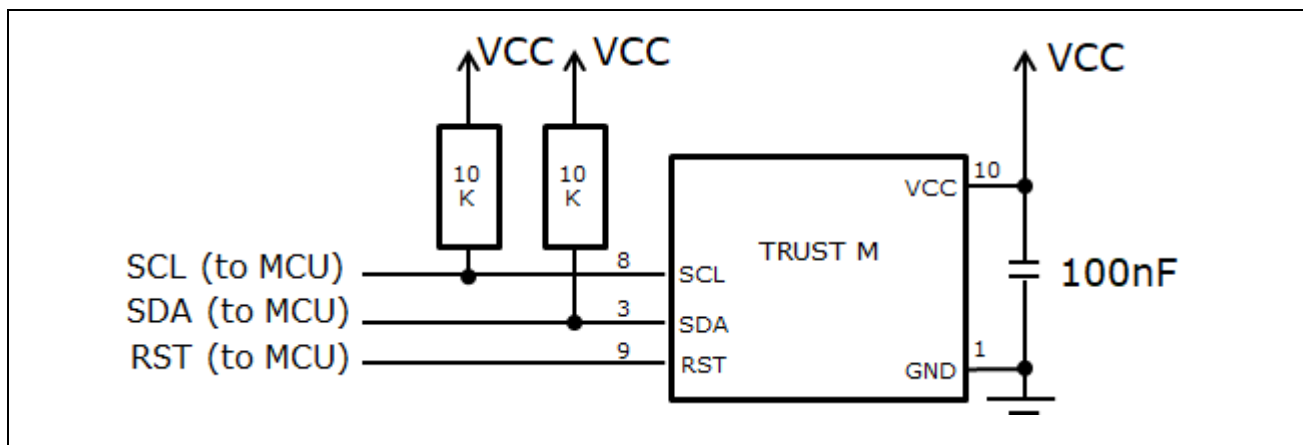 VCC VCC VCC
10 K
10 K
10
VCC
TRUST M
SCL (to MCU) 8 SCL
100nF
SDA (to MCU) 3 SDA
RST (to MCU) 9 RST
1
GND